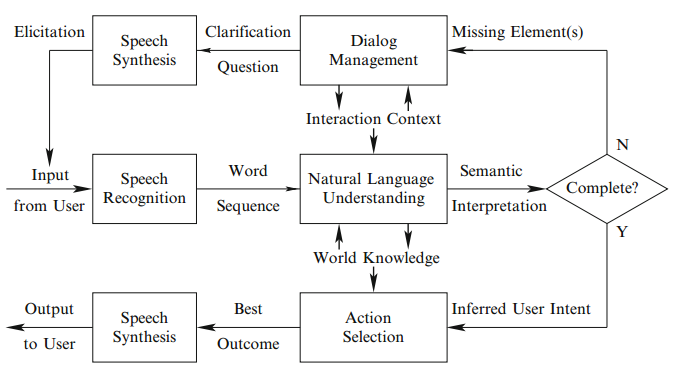 Elicitation
Speech
Synthesis
Clarification
Question
Dialog
Management
Missing Element(s)
Interaction Context
N
Input
from User
Speech
Recognition
Word
Sequence
Natural Language
Understanding
Semantic
Interpretation
Complete?
Y
World Knowledge
Output
to User
Speech
Synthesis
Best
Outcome
Action
Selection
Inferred User Intent